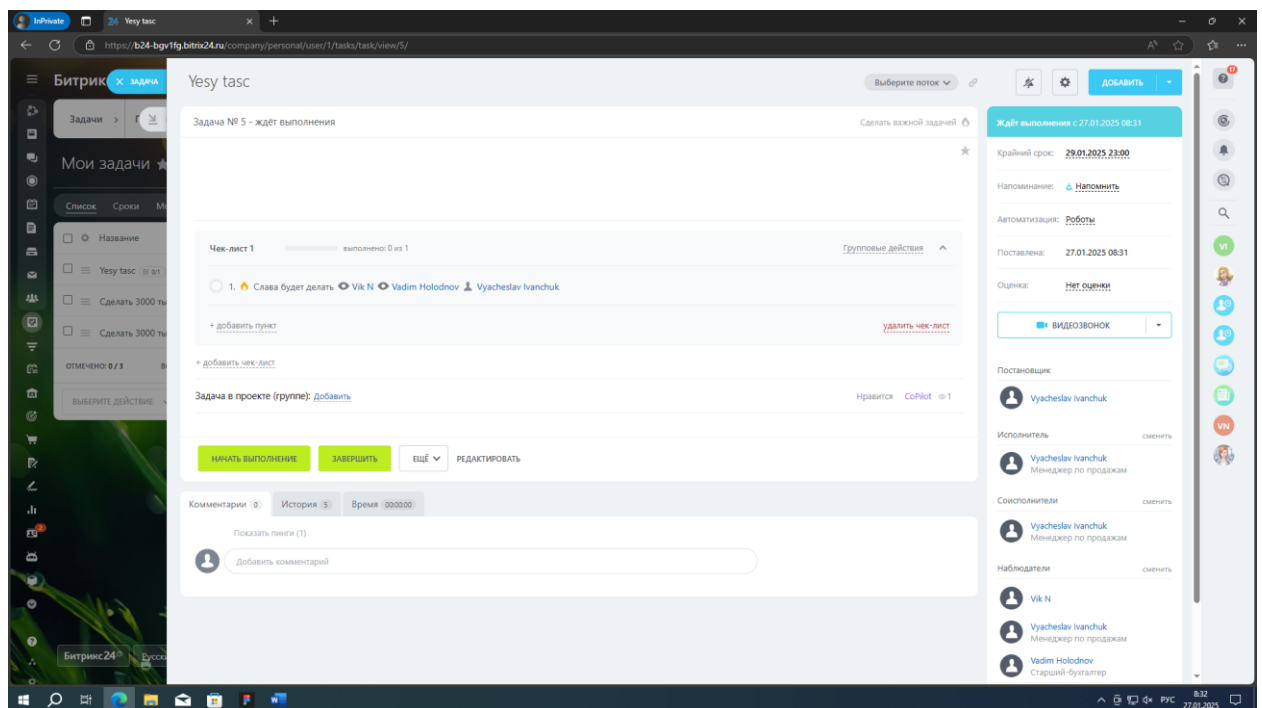 InPrivate
24 Yesy tasc
https://b24-bgv1fg.bitrix24.ru/company/personal/user/1/tasks/task/view/5/
Битрик
ЗАДАЧА
Yesy tasc
Выберите поток
ДОБАВИТЬ
17
Задачи
Мои задачи
Список Сроки
Название
Yesy tasc 0/1
Сделать 3000
Сделать 3000
ОТМЕЧЕНО: 0 / 3
ВЫБЕРИТЕ ДЕЙСТВИЕ
Битрикс24
Задача № 5 - ждёт выполнения
Сделать важной задачей
Чек-лист 1
выполнено: 0 из 1
Групповые действия
1. Слава будет делать Vik N Vadim Holodnov Vyacheslav Ivanchuk
+ добавить пункт
удалить чек-лист
+ добавить чек-лист
Задача в проекте (группе): Добавить
Нравится CoPilot 1
НАЧАТЬ ВЫПОЛНЕНИЕ
ЗАВЕРШИТЬ
ЕЩЁ
РЕДАКТИРОВАТЬ
Комментарии 0
История 5
Время 00:00:00
Показать пинги (1)
Добавить комментарий
Ждёт выполнения с 27.01.2025 08:31
Крайний срок: 29.01.2025 23:00
Напоминание: Напомнить
Автоматизация: Роботы
Поставлена: 27.01.2025 08:31
Оценка: Нет оценки
ВИДЕОЗВОНОК
Постановщик
Vyacheslav Ivanchuk
Исполнитель сменить
Vyacheslav Ivanchuk
Менеджер по продажам
Соисполнители сменить
Vyacheslav Ivanchuk
Менеджер по продажам
Наблюдатели сменить
Vik N
Vyacheslav Ivanchuk
Менеджер по продажам
Vadim Holodnov
Старший-бухгалтер
VI
VN
2
РУС
8:32
27.01.2025